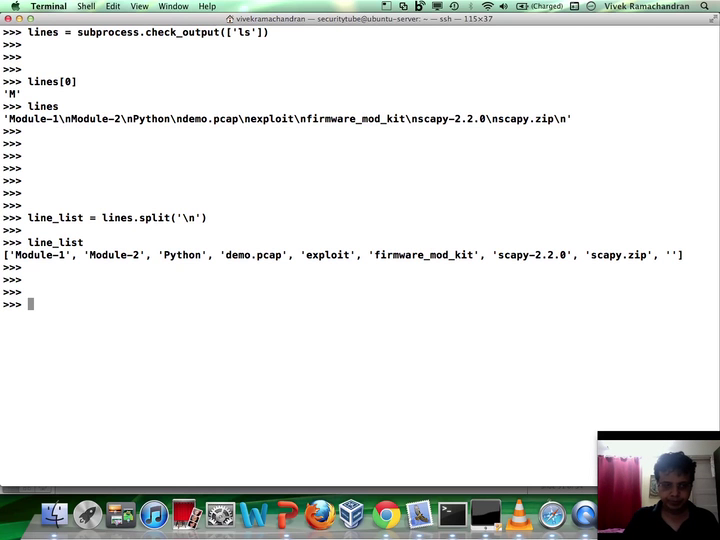 Terminal Shell Edit View Window Help (Charged) Vivek Ramachandran
vivekramachandran — securitytube@ubuntu-server: ~ — ssh — 115×37
>>> lines = subprocess.check_output(['ls'])
>>>
>>>
>>>
>>> lines[0]
'M'
>>> lines
'Module-1\nModule-2\nPython\ndemo.pcap\nexploit\nfirmware_mod_kit\nscapy-2.2.0\nscapy.zip\n'
>>>
>>>
>>>
>>>
>>>
>>>
>>> line_list = lines.split('\n')
>>>
>>> line_list
['Module-1', 'Module-2', 'Python', 'demo.pcap', 'exploit', 'firmware_mod_kit', 'scapy-2.2.0', 'scapy.zip', '']
>>>
>>>
>>>
>>>